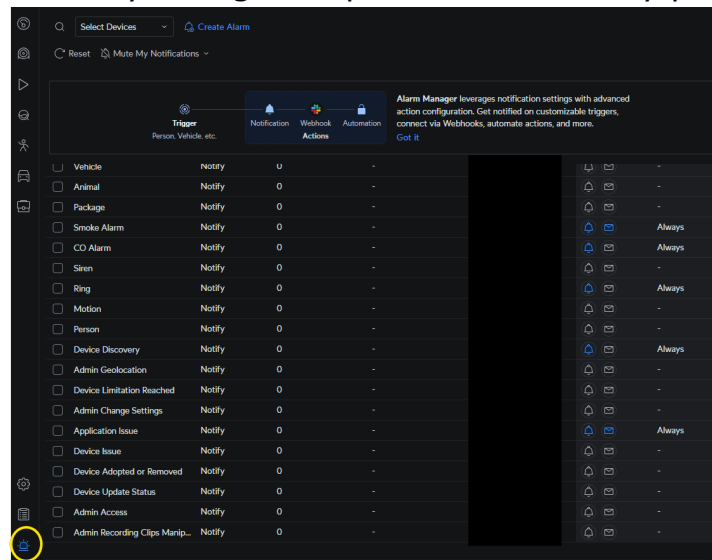 Select Devices Create Alarm
Reset Mute My Notifications
Trigger
Person, Vehicle, etc.
Notification Webhook Automation
Actions
Alarm Manager leverages notification settings with advanced
action configuration. Get notified on customizable triggers,
connect via Webhooks, automate actions, and more.
Got it
Vehicle Notify 0 - -
Animal Notify 0 - -
Package Notify 0 - -
Smoke Alarm Notify 0 - Always
CO Alarm Notify 0 - Always
Siren Notify 0 - -
Ring Notify 0 - Always
Motion Notify 0 - -
Person Notify 0 - -
Device Discovery Notify 0 - Always
Admin Geolocation Notify 0 - -
Device Limitation Reached Notify 0 - -
Admin Change Settings Notify 0 - -
Application Issue Notify 0 - Always
Device Issue Notify 0 - -
Device Adopted or Removed Notify 0 - -
Device Update Status Notify 0 - -
Admin Access Notify 0 - -
Admin Recording Clips Manip... Notify 0 - -